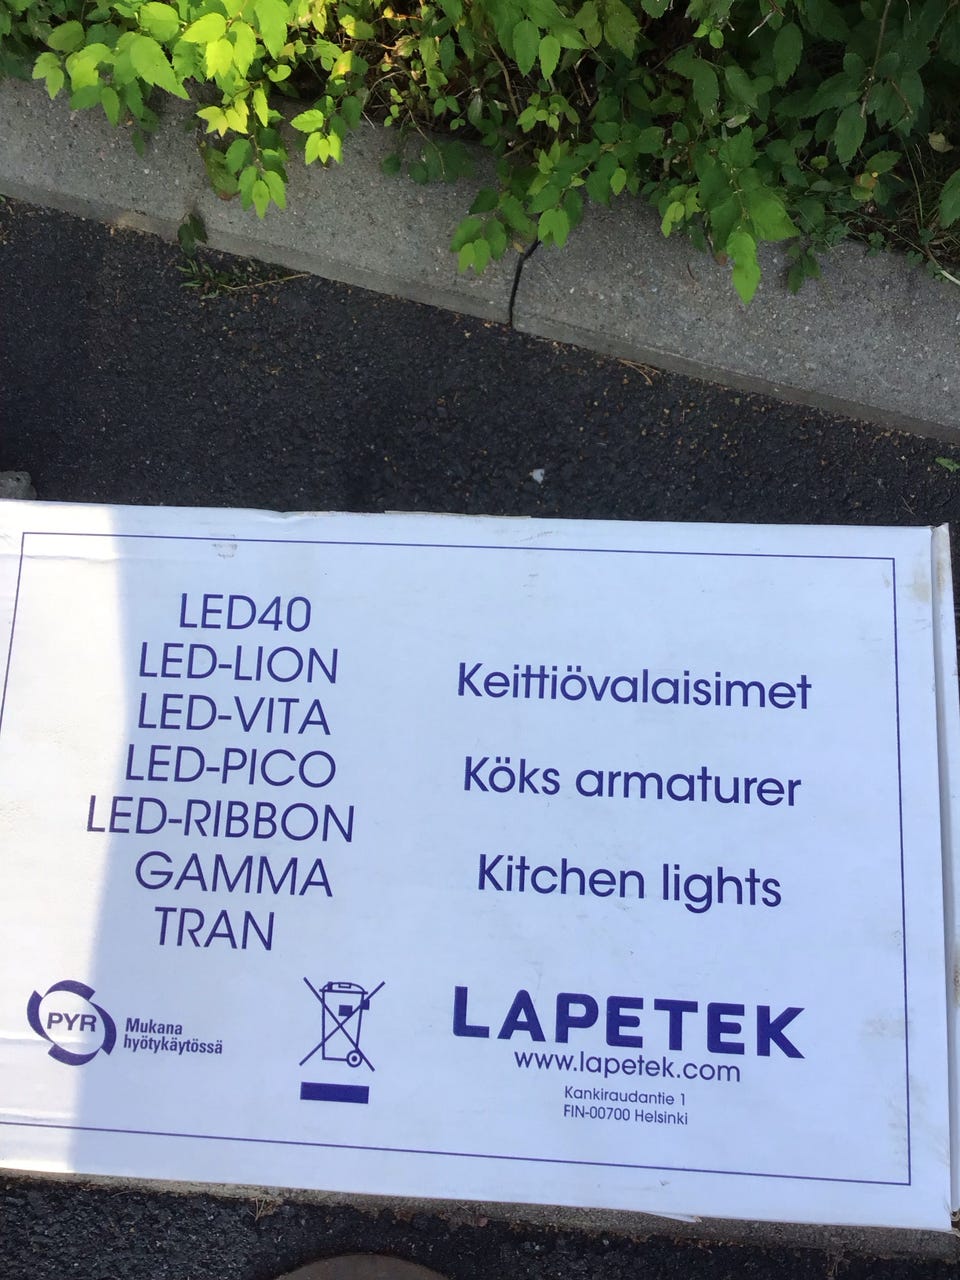 LED40
LED-LION
LED-VITA
LED-PICO
LED-RIBBON
GAMMA
TRAN
Keittiövalaisimet
Köks armaturer
Kitchen lights
PYR
Mukana
hyötykäytössä
LAPETEK
www.lapetek.com
Kankiraudantie 1
FIN-00700 Helsinki